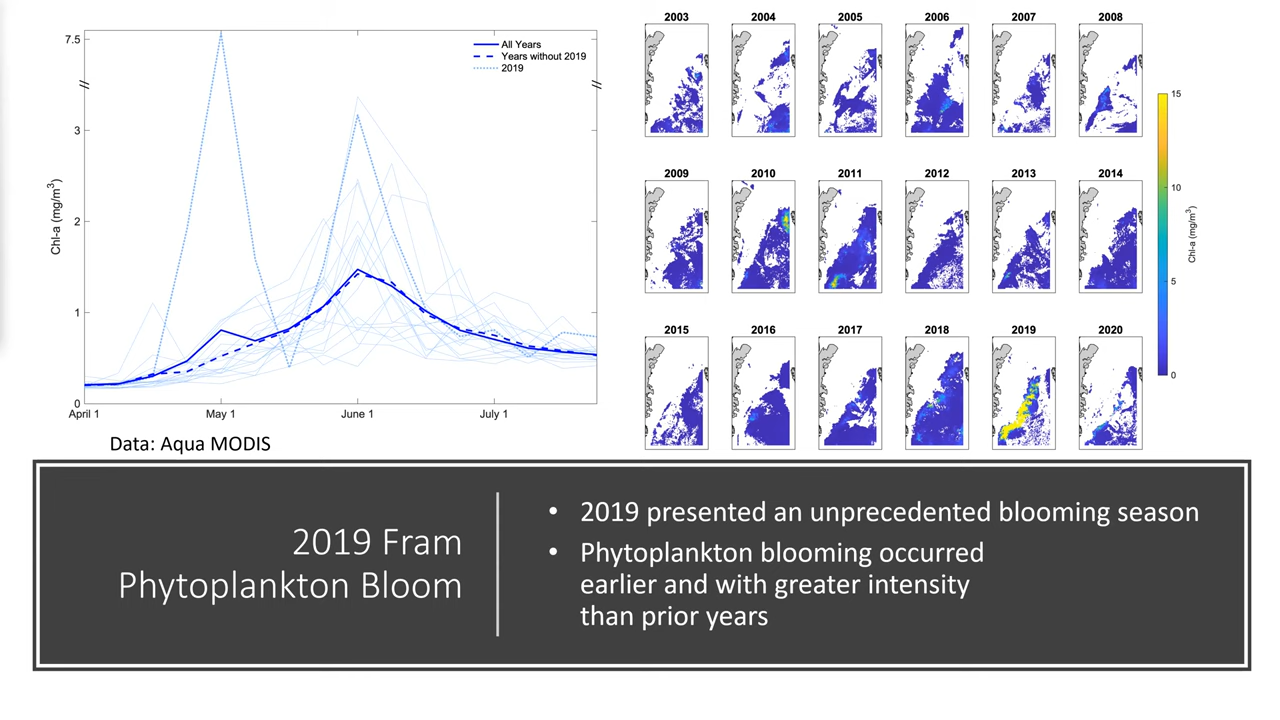 7.5
3
2
1
0
Chl-a (mg/m³)
All Years
Years without 2019
2019
April 1
May 1
June 1
July 1
Data: Aqua MODIS
2003
2004
2005
2006
2007
2008
2009
2010
2011
2012
2013
2014
2015
2016
2017
2018
2019
2020
15
10
5
0
Chl-a (mg/m³)
2019 Fram
Phytoplankton Bloom
• 2019 presented an unprecedented blooming season
• Phytoplankton blooming occurred
earlier and with greater intensity
than prior years